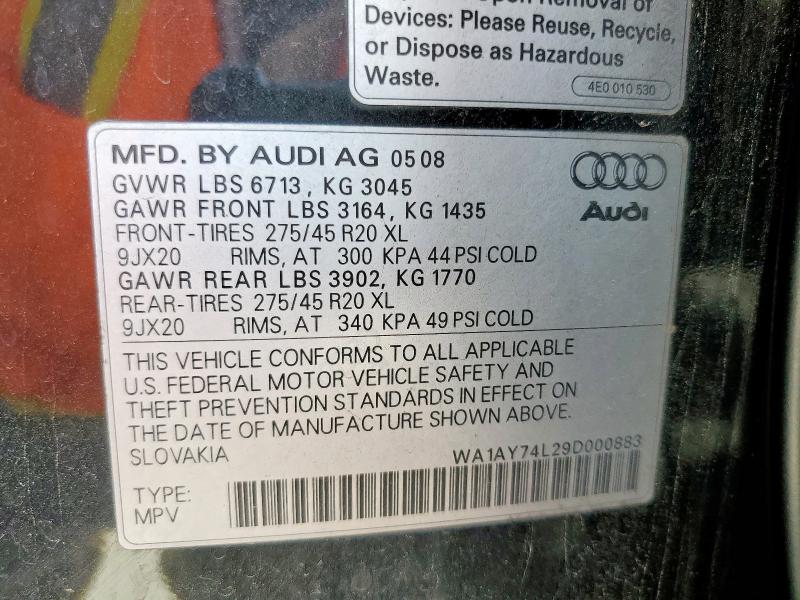 Upon Removal of
Devices: Please Reuse, Recycle,
or Dispose as Hazardous
Waste.
4E0 010 530
MFD. BY AUDI AG 05 08
GVWR LBS 6713, KG 3045
GAWR FRONT LBS 3164, KG 1435
FRONT-TIRES 275/45 R20 XL
9JX20 RIMS, AT 300 KPA 44 PSI COLD
GAWR REAR LBS 3902, KG 1770
REAR-TIRES 275/45 R20 XL
9JX20 RIMS, AT 340 KPA 49 PSI COLD
Audi
THIS VEHICLE CONFORMS TO ALL APPLICABLE
U.S. FEDERAL MOTOR VEHICLE SAFETY AND
THEFT PREVENTION STANDARDS IN EFFECT ON
THE DATE OF MANUFACTURE SHOWN ABOVE.
SLOVAKIA
WA1AY74L29D000883
TYPE:
MPV